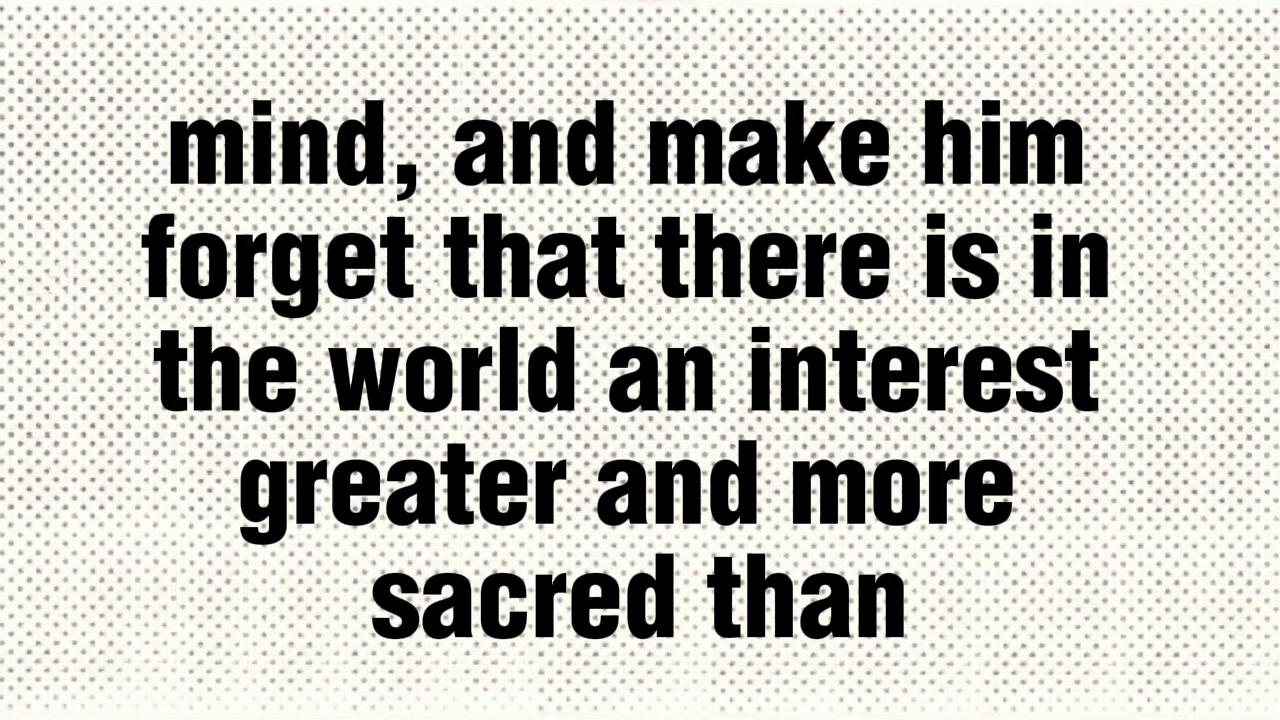 mind, and make him
forget that there is in
the world an interest
greater and more
sacred than